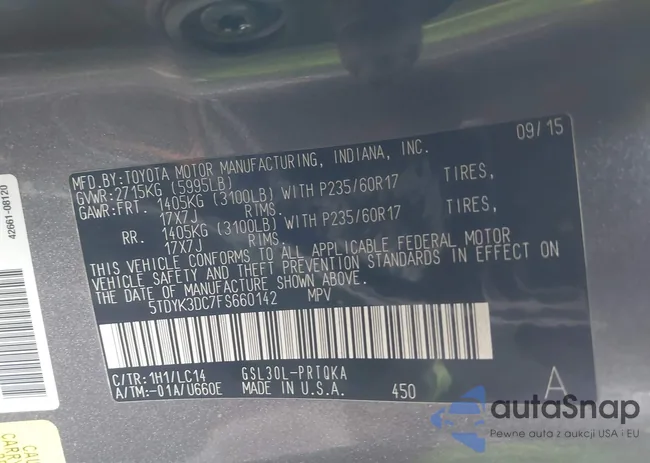 09/15
MFD.BY:TOYOTA MOTOR MANUFACTURING, INDIANA, INC.
GVWR:2715KG (5995LB)
GAWR:FRT. 1405KG (3100LB) WITH P235/60R17 TIRES,
17X7J RIMS.
RR. 1405KG (3100LB) WITH P235/60R17 TIRES,
17X7J RIMS.
THIS VEHICLE CONFORMS TO ALL APPLICABLE FEDERAL MOTOR
VEHICLE SAFETY AND THEFT PREVENTION STANDARDS IN EFFECT ON
THE DATE OF MANUFACTURE SHOWN ABOVE.
5TDYK3DC7FS660142 MPV
C/TR:1H1/LC14 GSL30L-PRTQKA
A/TM:-01A/U660E MADE IN U.S.A. 450 A
42661-08120
CAU
CARRY
autoSnap
Pewne auta z aukcji USA i EU